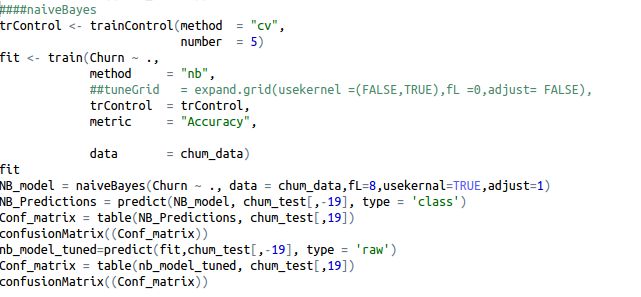 ####naiveBayes
trControl <- trainControl(method  = "cv",
                          number  = 5)
fit <- train(Churn ~ .,
             method     = "nb",
             ##tuneGrid   = expand.grid(usekernel =(FALSE,TRUE),fL =0,adjust= FALSE),
             trControl  = trControl,
             metric     = "Accuracy",
             data       = chum_data)
fit
NB_model = naiveBayes(Churn ~ ., data = chum_data,fL=8,usekernal=TRUE,adjust=1)
NB_Predictions = predict(NB_model, chum_test[,-19], type = 'class')
Conf_matrix = table(NB_Predictions, chum_test[,19])
confusionMatrix((Conf_matrix))
nb_model_tuned=predict(fit,chum_test[,-19], type = 'raw')
Conf_matrix = table(nb_model_tuned, chum_test[,19])
confusionMatrix((Conf_matrix))